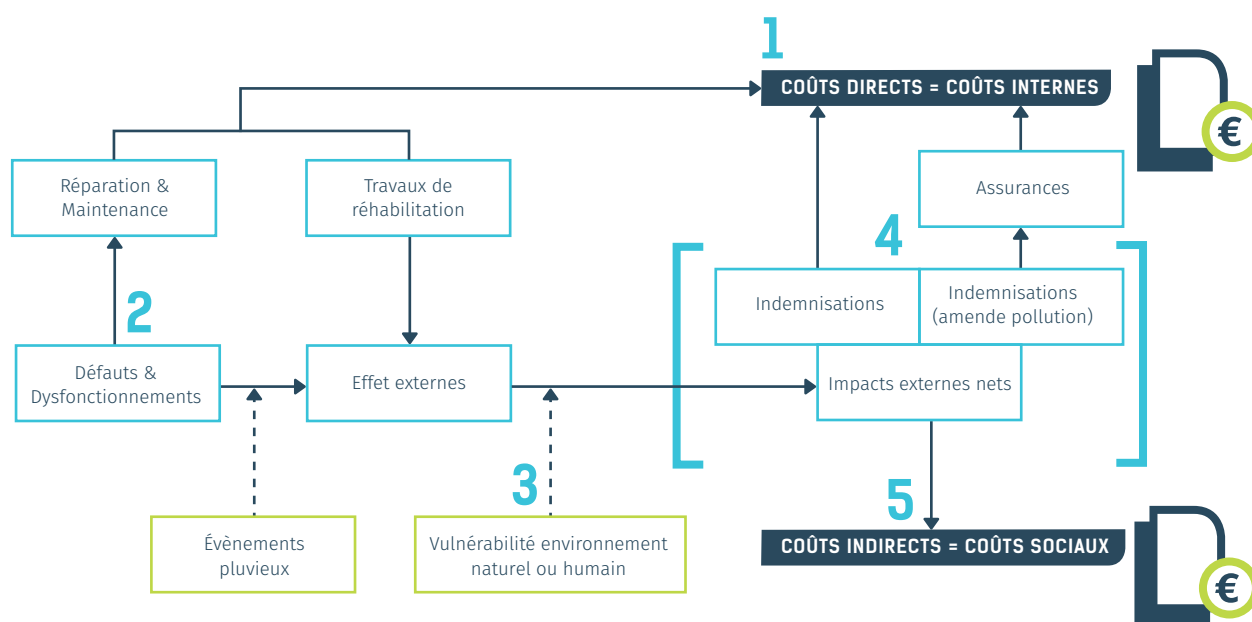 1
COÛTS DIRECTS = COÛTS INTERNES
€
Réparation &
Maintenance
Travaux de
réhabilitation
Assurances
4
2
Indemnisations
Indemnisations
(amende pollution)
Défauts &
Dysfonctionnements
Effet externes
Impacts externes nets
3
5
Évènements
pluvieux
Vulnérabilité environnement
naturel ou humain
COÛTS INDIRECTS = COÛTS SOCIAUX
€